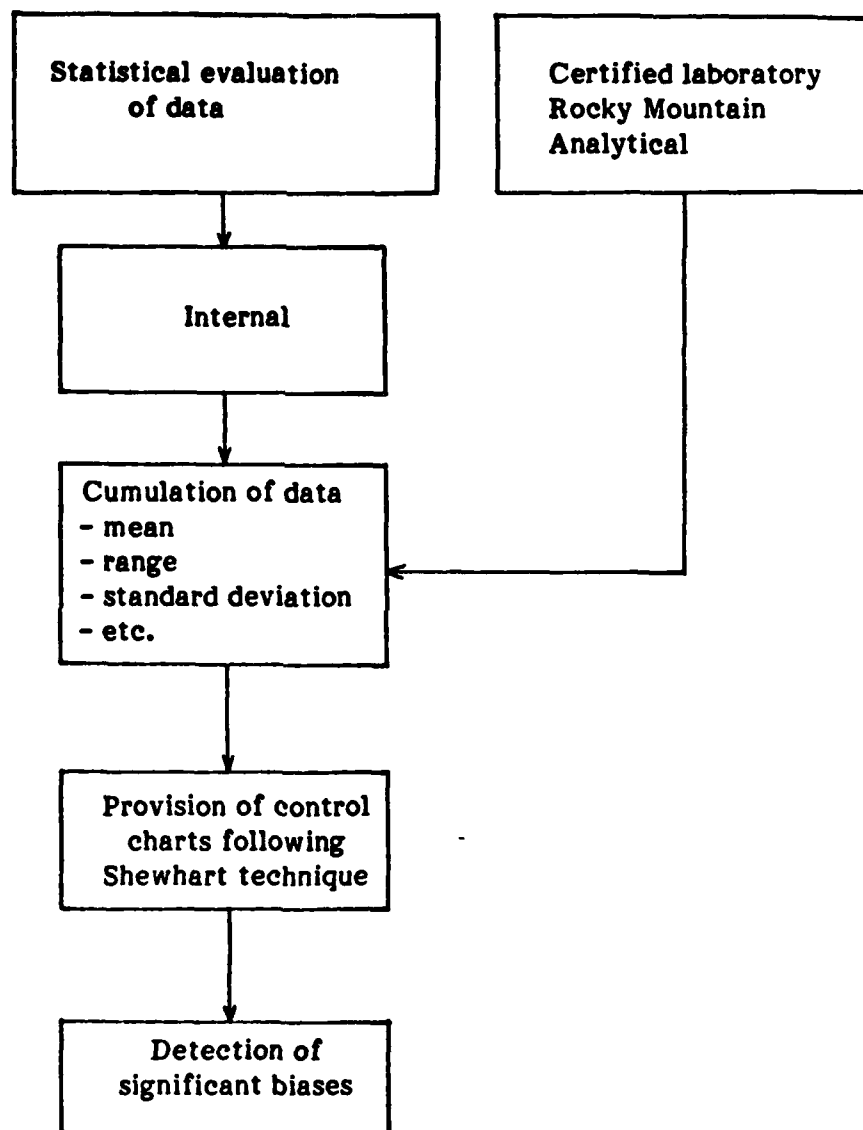 Statistical evaluation
of data
Certified laboratory
Rocky Mountain
Analytical
Internal
Cumulation of data
- mean
- range
- standard deviation
- etc.
Provision of control
charts following
Shewhart technique
Detection of
significant biases